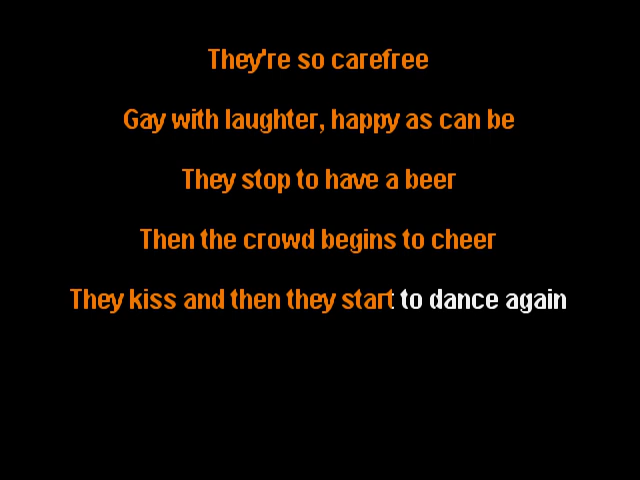 They're so carefree
Gay with laughter, happy as can be
They stop to have a beer
Then the crowd begins to cheer
They kiss and then they start to dance again